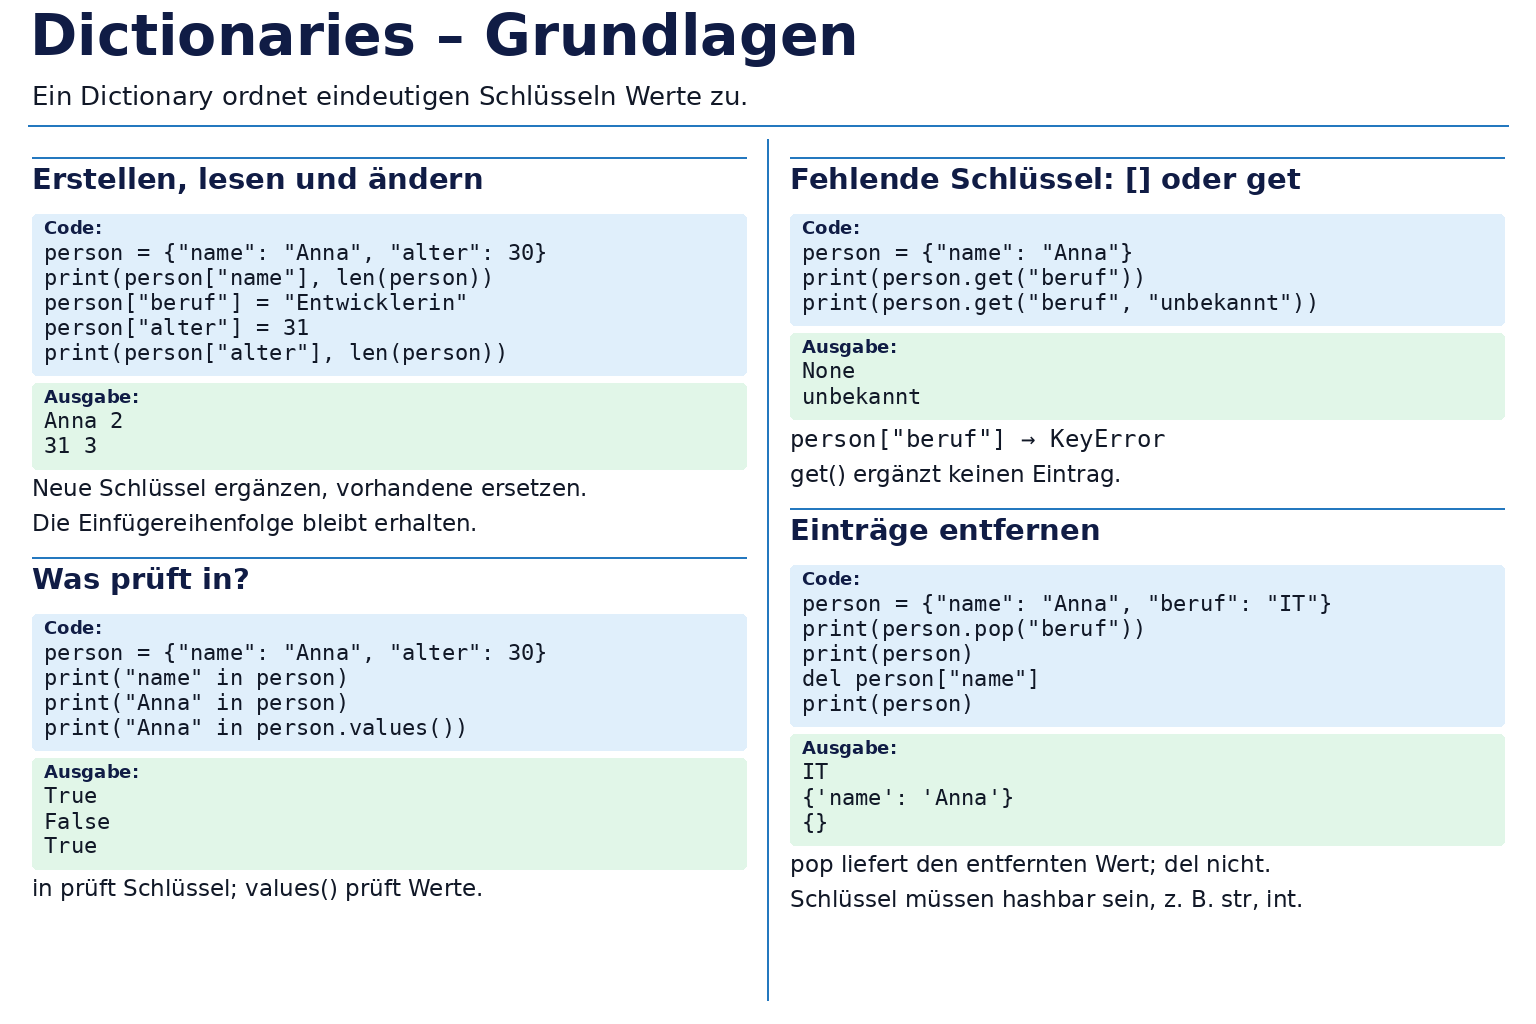 Dictionaries – Grundlagen
Ein Dictionary ordnet eindeutigen Schlüsseln Werte zu.
Erstellen, lesen und ändern
Code:
person = {"name": "Anna", "alter": 30}
print(person["name"], len(person))
person["beruf"] = "Entwicklerin"
person["alter"] = 31
print(person["alter"], len(person))
Ausgabe:
Anna 2
31 3
Neue Schlüssel ergänzen, vorhandene ersetzen.
Die Einfügereihenfolge bleibt erhalten.
Was prüft in?
Code:
person = {"name": "Anna", "alter": 30}
print("name" in person)
print("Anna" in person)
print("Anna" in person.values())
Ausgabe:
True
False
True
in prüft Schlüssel; values() prüft Werte.
Fehlende Schlüssel: [] oder get
Code:
person = {"name": "Anna"}
print(person.get("beruf"))
print(person.get("beruf", "unbekannt"))
Ausgabe:
None
unbekannt
person["beruf"] → KeyError
get() ergänzt keinen Eintrag.
Einträge entfernen
Code:
person = {"name": "Anna", "beruf": "IT"}
print(person.pop("beruf"))
print(person)
del person["name"]
print(person)
Ausgabe:
IT
{'name': 'Anna'}
{}
pop liefert den entfernten Wert; del nicht.
Schlüssel müssen hashbar sein, z. B. str, int.